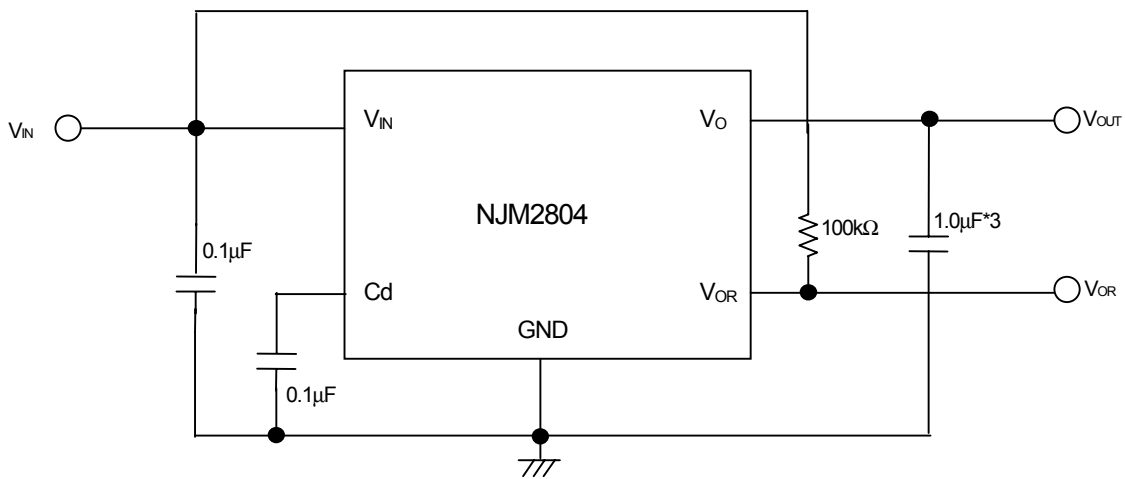 VIN
VIN
VO
VOUT
NJM2804
100kΩ
1.0µF*3
0.1µF
Cd
VOR
VOR
GND
0.1µF